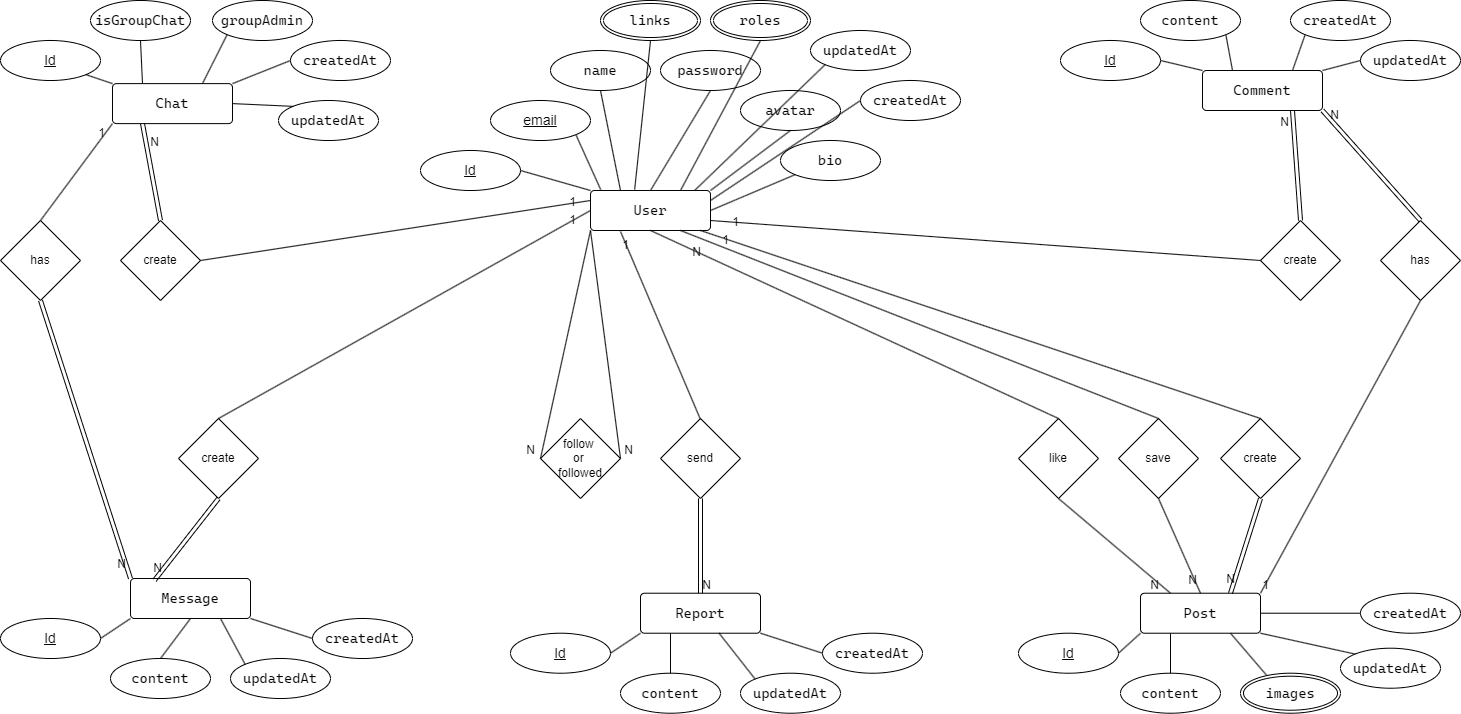 isGroupChat
groupAdmin
Id
createdAt
Chat
updatedAt
1
N
links
roles
name
password
updatedAt
email
avatar
createdAt
Id
bio
User
1
1
1
1
1
N
content
createdAt
Id
updatedAt
Comment
N
N
has
create
create
has
create
follow
or
followed
N
N
send
like
save
create
N
N
N
N
N
N
1
Message
Id
content
updatedAt
createdAt
Report
Id
content
updatedAt
createdAt
Post
createdAt
Id
content
images
updatedAt